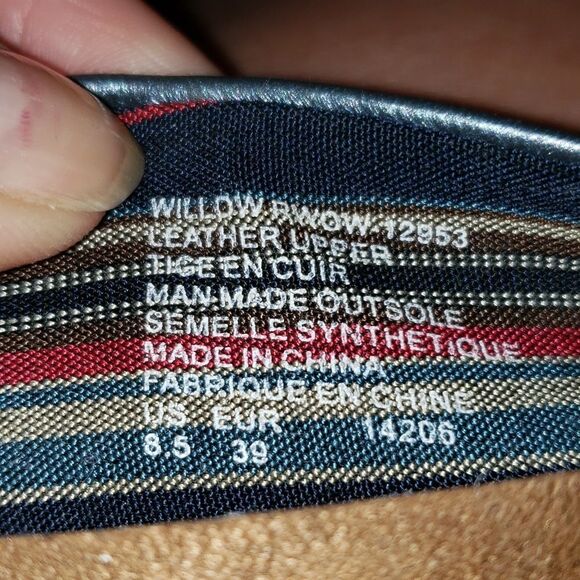 WILLOW RWOW-12953
LEATHER UPPER
TIGE EN CUIR
MAN-MADE OUTSOLE
SEMELLE SYNTHETIQUE
MADE IN CHINA
FABRIQUE EN CHINE
US EUR 14206
8.5 39